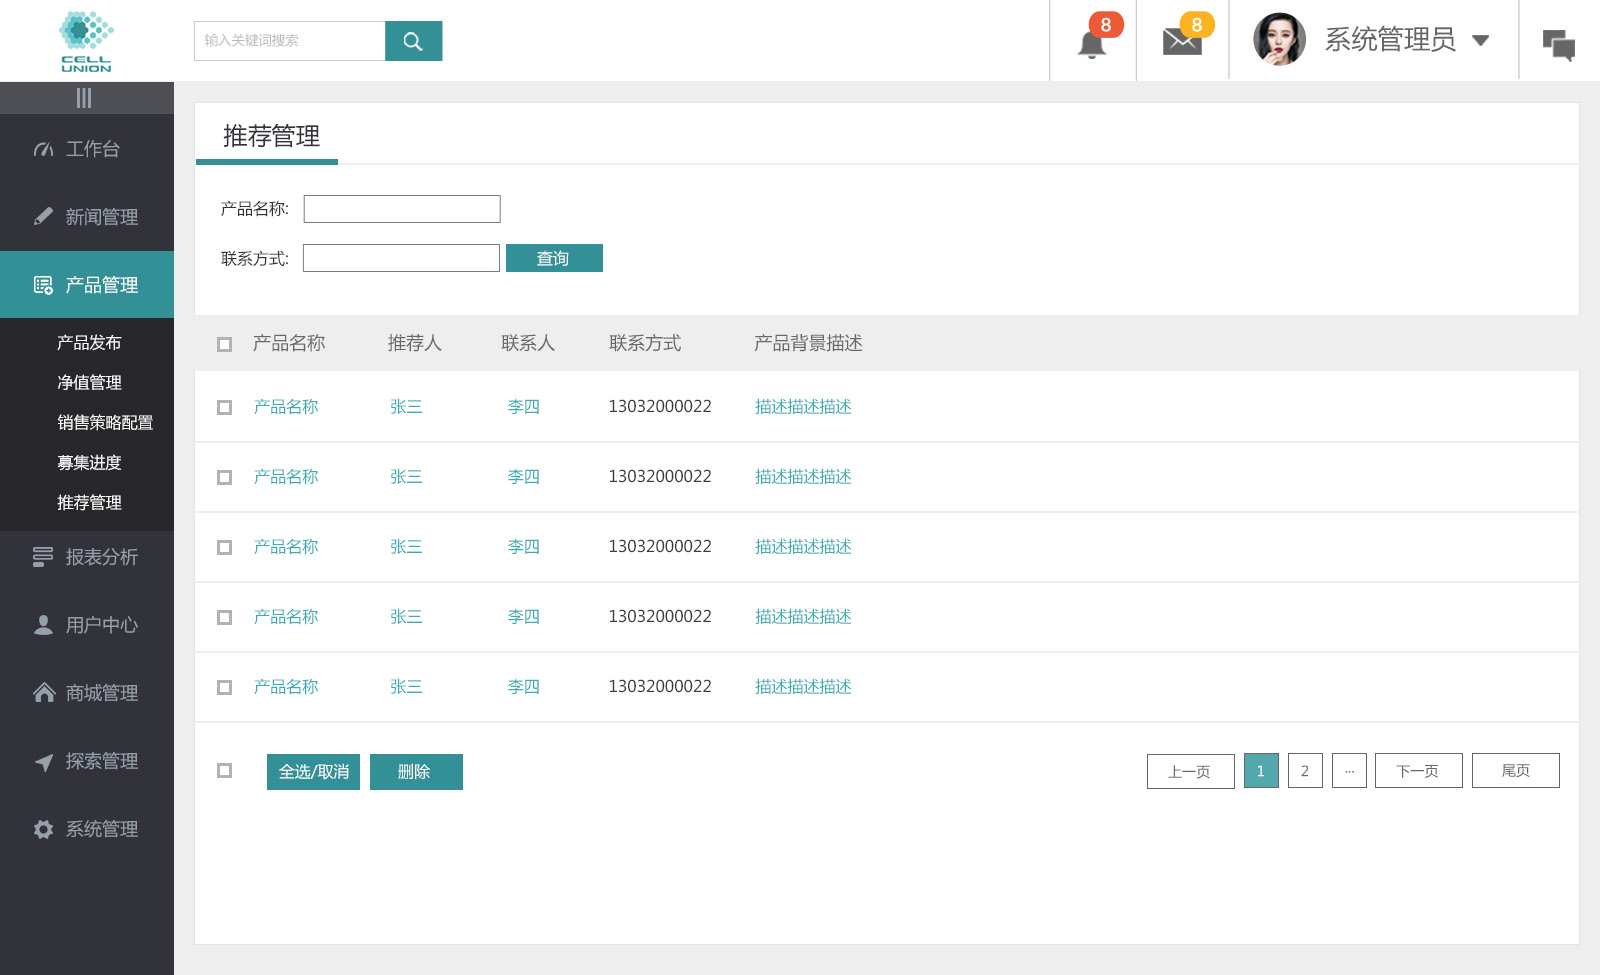 CELL
UNION
输入关键词搜索
8
8
系统管理员
工作台
新闻管理
产品管理
产品发布
净值管理
销售策略配置
募集进度
推荐管理
报表分析
用户中心
商城管理
探索管理
系统管理
推荐管理
产品名称:
联系方式:
查询
产品名称 推荐人 联系人 联系方式 产品背景描述
产品名称 张三 李四 13032000022 描述描述描述
产品名称 张三 李四 13032000022 描述描述描述
产品名称 张三 李四 13032000022 描述描述描述
产品名称 张三 李四 13032000022 描述描述描述
产品名称 张三 李四 13032000022 描述描述描述
全选/取消 删除 上一页 1 2 ... 下一页 尾页